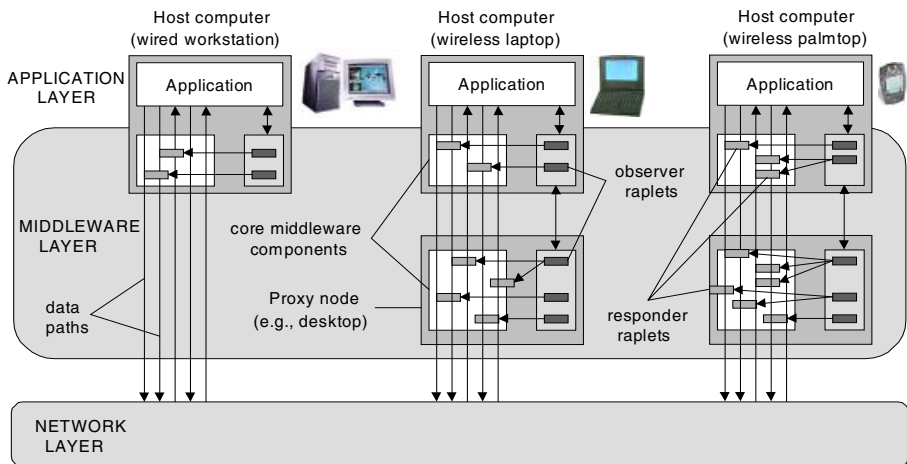 Host computer
(wired workstation)
Host computer
(wireless laptop)
Host computer
(wireless palmtop)
APPLICATION
LAYER
Application
Application
Application
MIDDLEWARE
LAYER
observer
raplets
core middleware
components
data
paths
Proxy node
(e.g., desktop)
responder
raplets
NETWORK
LAYER